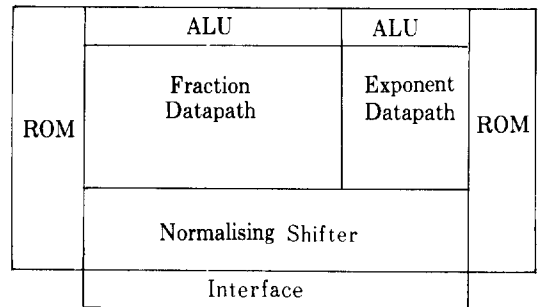 ALU
ALU
Fraction
Datapath
Exponent
Datapath
ROM
ROM
Normalising Shifter
Interface